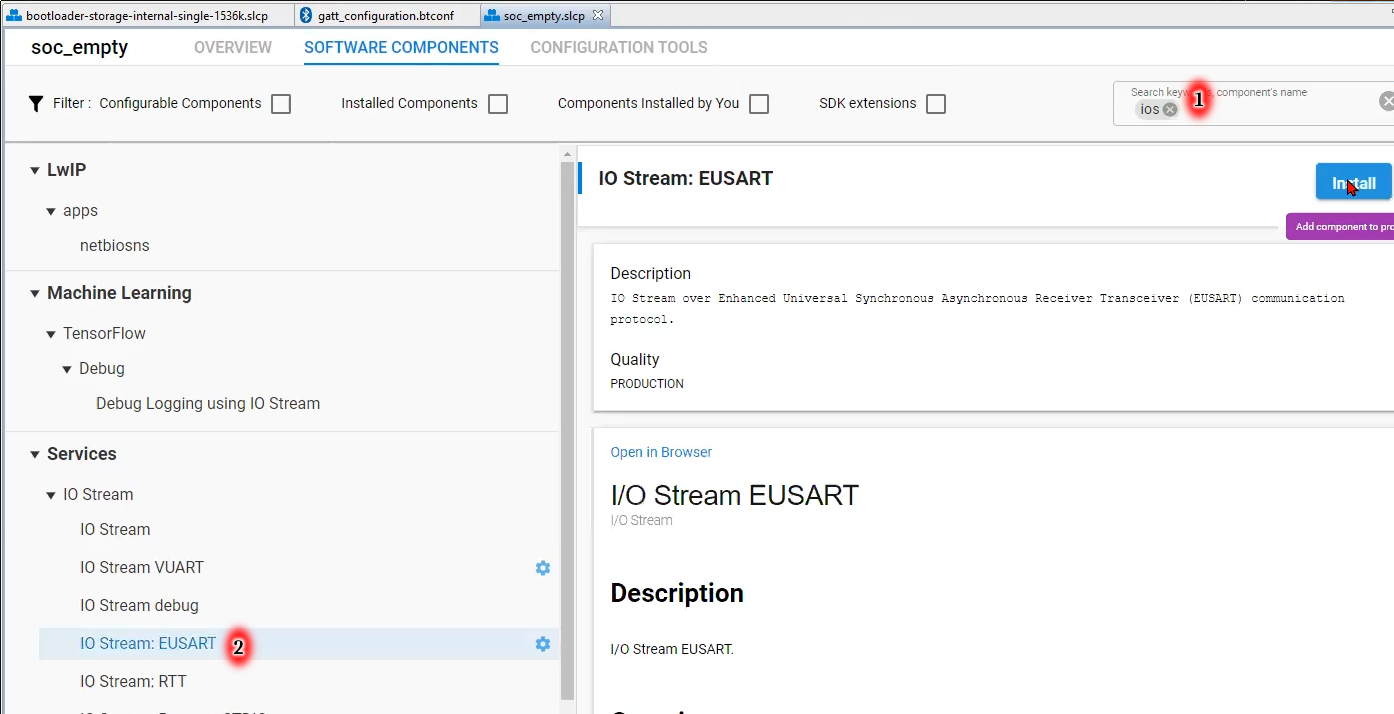 bootloader-storage-internal-single-1536k.slcp gatt_configuration.btconf soc_empty.slcp
soc_empty OVERVIEW SOFTWARE COMPONENTS CONFIGURATION TOOLS
Filter : Configurable Components Installed Components Components Installed by You SDK extensions
Search component's name
ios
1
LwIP
apps
netbiosns
Machine Learning
TensorFlow
Debug
Debug Logging using IO Stream
Services
IO Stream
IO Stream
IO Stream VUART
IO Stream debug
IO Stream: EUSART
2
IO Stream: RTT
IO Stream: EUSART
Install
Add component to
Description
IO Stream over Enhanced Universal Synchronous Asynchronous Receiver Transceiver (EUSART) communication
protocol.
Quality
PRODUCTION
Open in Browser
I/O Stream EUSART
I/O Stream
Description
I/O Stream EUSART.